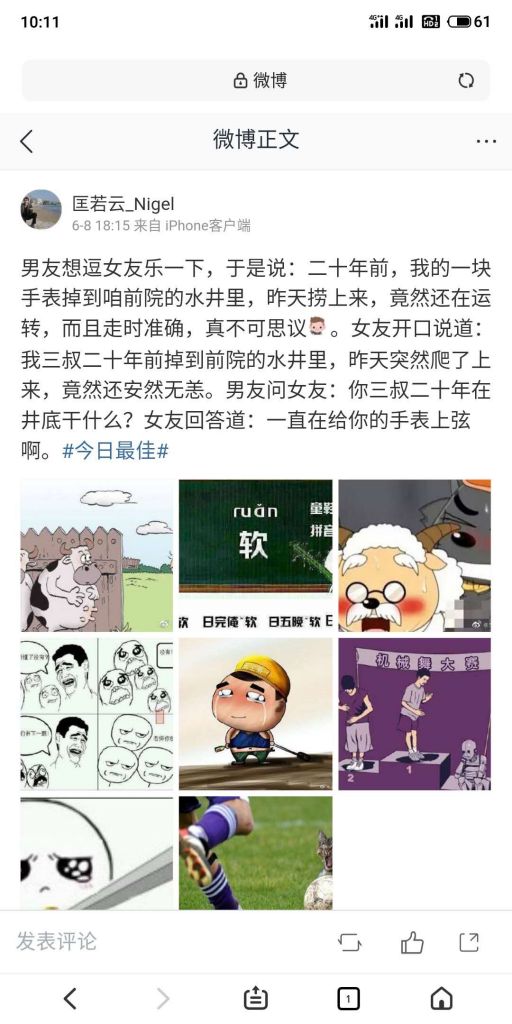 10:11
4G+ 4G HD 1 2 61
微博
微博正文
匡若云_Nigel
6-8 18:15 来自 iPhone客户端
男友想逗女友乐一下，于是说：二十年前，我的一块
手表掉到咱前院的水井里，昨天捞上来，竟然还在运
转，而且走时准确，真不可思议。女友开口说道：
我三叔二十年前掉到前院的水井里，昨天突然爬了上
来，竟然还安然无恙。男友问女友：你三叔二十年在
井底干什么？女友回答道：一直在给你的手表上弦
啊。#今日最佳#
ruǎn
软
童鞋
拼音
日完俺~软
日五晚~软
机械舞大赛
2
1
发表评论
1